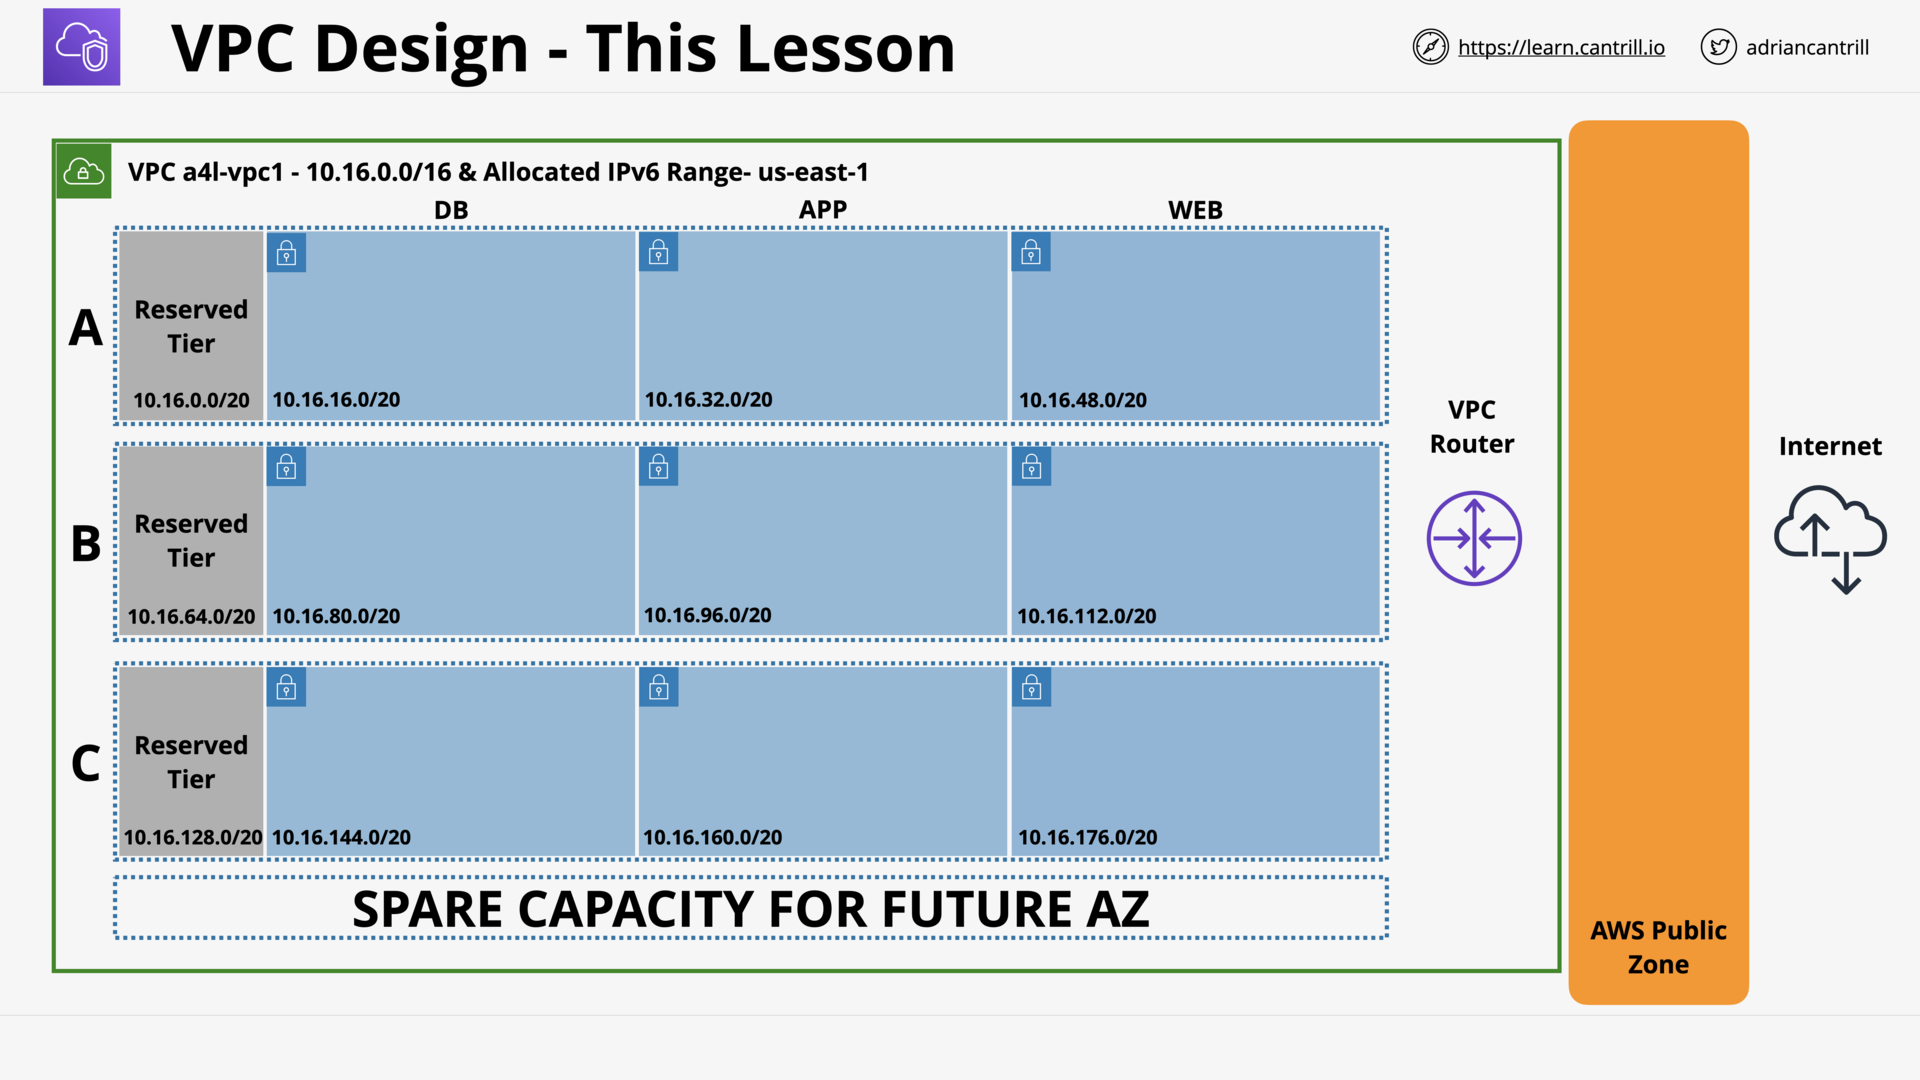 VPC Design - This Lesson
https://learn.cantrill.io
adriancantrill
VPC a4l-vpc1 - 10.16.0.0/16 & Allocated IPv6 Range- us-east-1
DB
APP
WEB
A
Reserved
Tier
10.16.0.0/20
10.16.16.0/20
10.16.32.0/20
10.16.48.0/20
B
Reserved
Tier
10.16.64.0/20
10.16.80.0/20
10.16.96.0/20
10.16.112.0/20
C
Reserved
Tier
10.16.128.0/20
10.16.144.0/20
10.16.160.0/20
10.16.176.0/20
SPARE CAPACITY FOR FUTURE AZ
VPC
Router
AWS Public
Zone
Internet